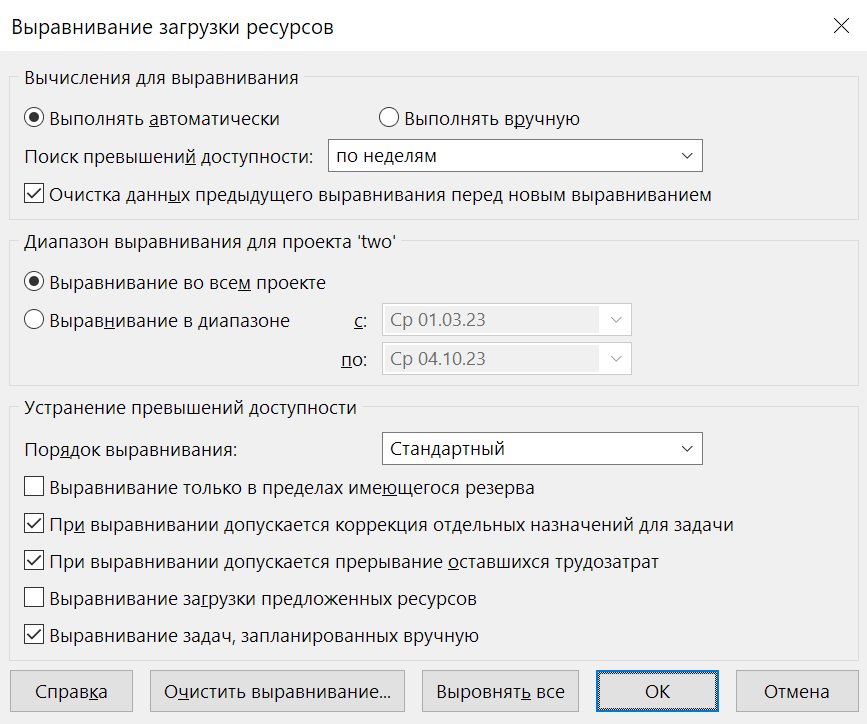 Выравнивание загрузки ресурсов
Вычисления для выравнивания
Выполнять автоматически Выполнять вручную
Поиск превышений доступности: по неделям
Очистка данных предыдущего выравнивания перед новым выравниванием
Диапазон выравнивания для проекта 'two'
Выравнивание во всем проекте
Выравнивание в диапазоне с: Ср 01.03.23
по: Ср 04.10.23
Устранение превышений доступности
Порядок выравнивания: Стандартный
Выравнивание только в пределах имеющегося резерва
При выравнивании допускается коррекция отдельных назначений для задачи
При выравнивании допускается прерывание оставшихся трудозатрат
Выравнивание загрузки предложенных ресурсов
Выравнивание задач, запланированных вручную
Справка Очистить выравнивание... Выровнять все ОК Отмена